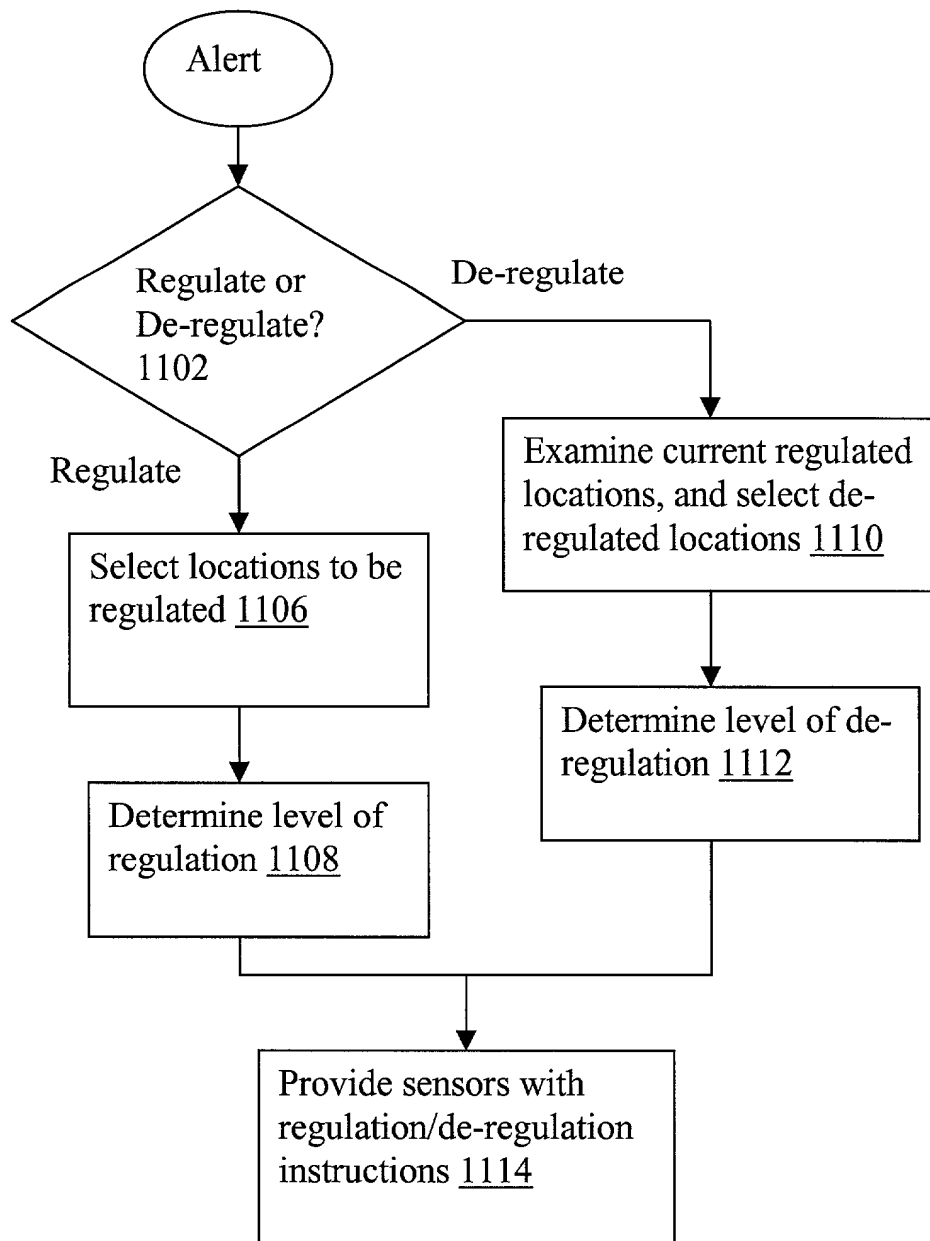 Alert
Regulate or
De-regulate?
1102
De-regulate
Regulate
Examine current regulated
locations, and select de-
regulated locations 1110
Select locations to be
regulated 1106
Determine level of de-
regulation 1112
Determine level of
regulation 1108
Provide sensors with
regulation/de-regulation
instructions 1114